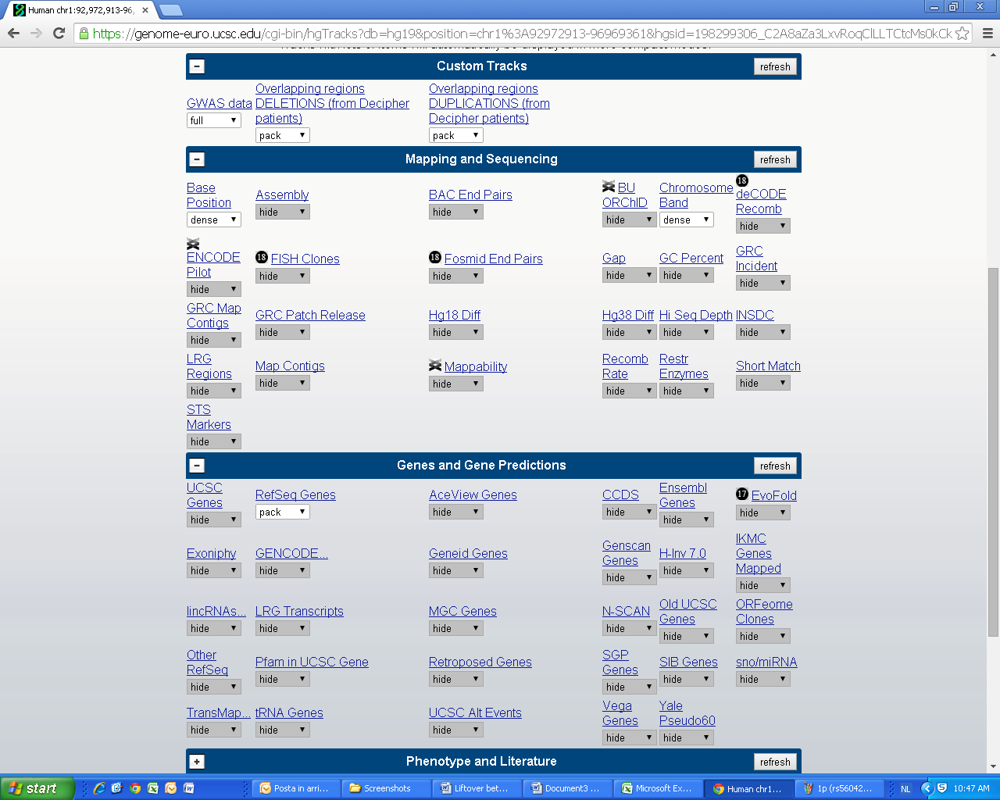 Human chr1:92,972,913-96,
https://genome-euro.ucsc.edu/cgi-bin/hgTracks?db=hg19&position=chr1%3A92972913-96969361&hgsid=198299306_C2A8aZa3LxvRoqClLLTCtcMs0kCk
Custom Tracks refresh
GWAS data
full
Overlapping regions
DELETIONS (from Decipher
patients)
pack
Overlapping regions
DUPLICATIONS (from
Decipher patients)
pack
Mapping and Sequencing refresh
Base
Position
dense
Assembly
hide
BAC End Pairs
hide
BU
ORChID
hide
Chromosome
Band
dense
18
deCODE
Recomb
hide
ENCODE
Pilot
hide
18 FISH Clones
hide
18 Fosmid End Pairs
hide
Gap
hide
GC Percent
hide
GRC
Incident
hide
GRC Map
Contigs
hide
GRC Patch Release
hide
Hg18 Diff
hide
Hg38 Diff
hide
Hi Seq Depth
hide
INSDC
hide
LRG
Regions
hide
Map Contigs
hide
Mappability
hide
Recomb
Rate
hide
Restr
Enzymes
hide
Short Match
hide
STS
Markers
hide
Genes and Gene Predictions refresh
UCSC
Genes
hide
RefSeq Genes
pack
AceView Genes
hide
CCDS
hide
Ensembl
Genes
hide
17 EvoFold
hide
Exoniphy
hide
GENCODE...
hide
Geneid Genes
hide
Genscan
Genes
hide
H-Inv 7.0
hide
IKMC
Genes
Mapped
hide
lincRNAs...
hide
LRG Transcripts
hide
MGC Genes
hide
N-SCAN
hide
Old UCSC
Genes
hide
ORFeome
Clones
hide
Other
RefSeq
hide
Pfam in UCSC Gene
hide
Retroposed Genes
hide
SGP
Genes
hide
SIB Genes
hide
sno/miRNA
hide
TransMap...
hide
tRNA Genes
hide
UCSC Alt Events
hide
Vega
Genes
hide
Yale
Pseudo60
hide
Phenotype and Literature refresh
start Posta in arri... Screenshots Liftover bet... Document3 ... Microsoft Ex... Human chr1... 1p (rs56042... NL 10:47 AM